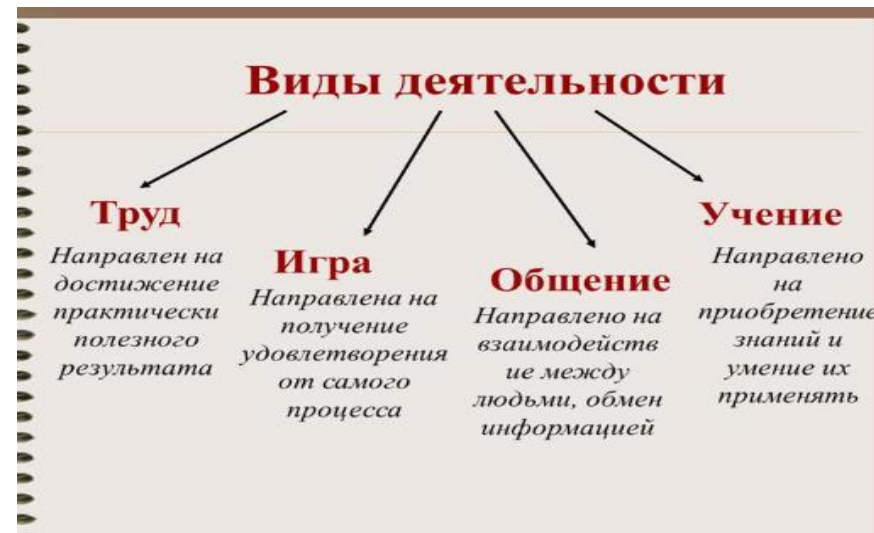 Виды деятельности
Труд
Направлен на
достижение
практически
полезного
результата
Игра
Направлена на
получение
удовлетворения
от самого
процесса
Общение
Направлено на
взаимодейств
ие между
людьми, обмен
информацией
Учение
Направлено
на
приобретение
знаний и
умение их
применять